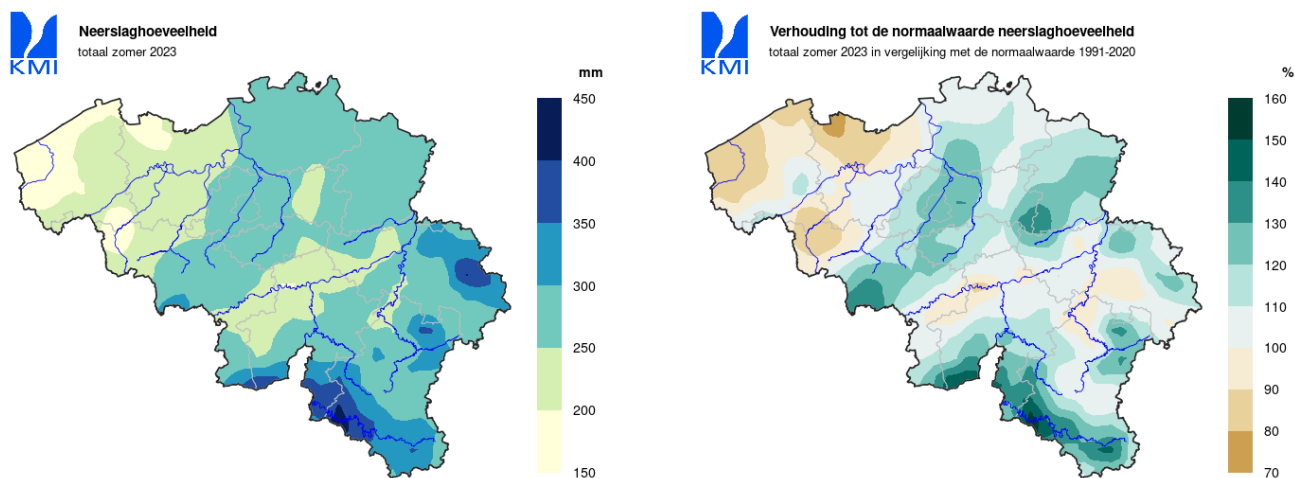 KMI
Neerslaghoeveelheid
totaal zomer 2023
mm
450
400
350
300
250
200
150
KMI
Verhouding tot de normaalwaarde neerslaghoeveelheid
totaal zomer 2023 in vergelijking met de normaalwaarde 1991-2020
%
160
150
140
130
120
110
100
90
80
70